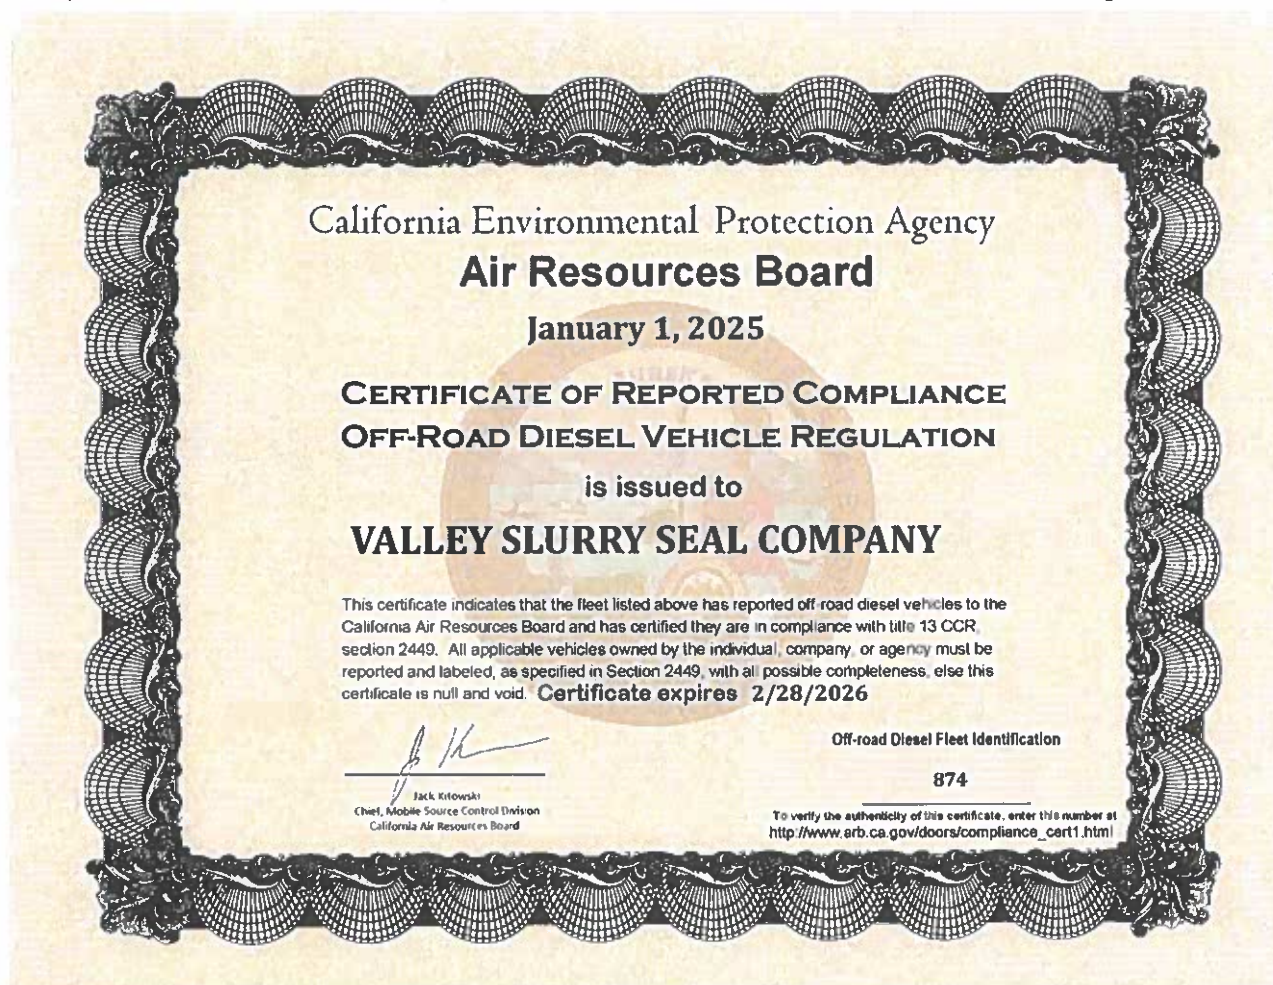 California Environmental Protection Agency
Air Resources Board
January 1, 2025
CERTIFICATE OF REPORTED COMPLIANCE
OFF-ROAD DIESEL VEHICLE REGULATION
is issued to
VALLEY SLURRY SEAL COMPANY
This certificate indicates that the fleet listed above has reported off-road diesel vehicles to the
California Air Resources Board and has certified they are in compliance with title 13 CCR,
section 2449. All applicable vehicles owned by the individual, company, or agency must be
reported and labeled, as specified in Section 2449, with all possible completeness, else this
certificate is null and void. Certificate expires 2/28/2026
Jack Kitowski
Chief, Mobile Source Control Division
California Air Resources Board
Off-road Diesel Fleet Identification
874
To verify the authenticity of this certificate, enter this number at
http://www.arb.ca.gov/doors/compliance_cert1.html